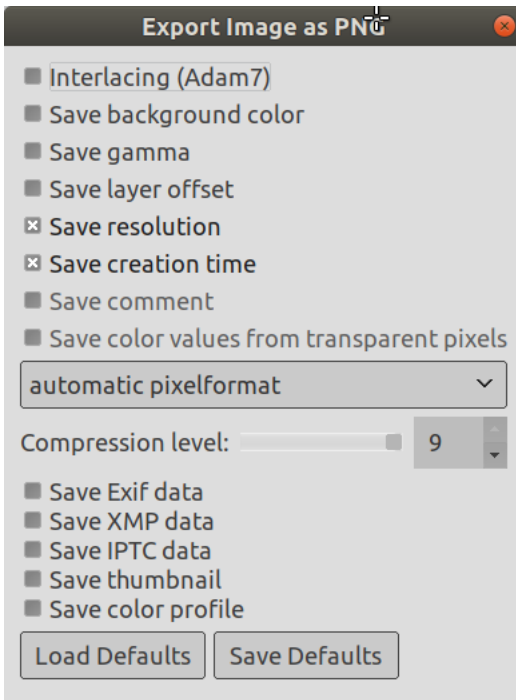 Export Image as PNG
Interlacing (Adam7)
Save background color
Save gamma
Save layer offset
Save resolution
Save creation time
Save comment
Save color values from transparent pixels
automatic pixelformat
Compression level: 9
Save Exif data
Save XMP data
Save IPTC data
Save thumbnail
Save color profile
Load Defaults Save Defaults